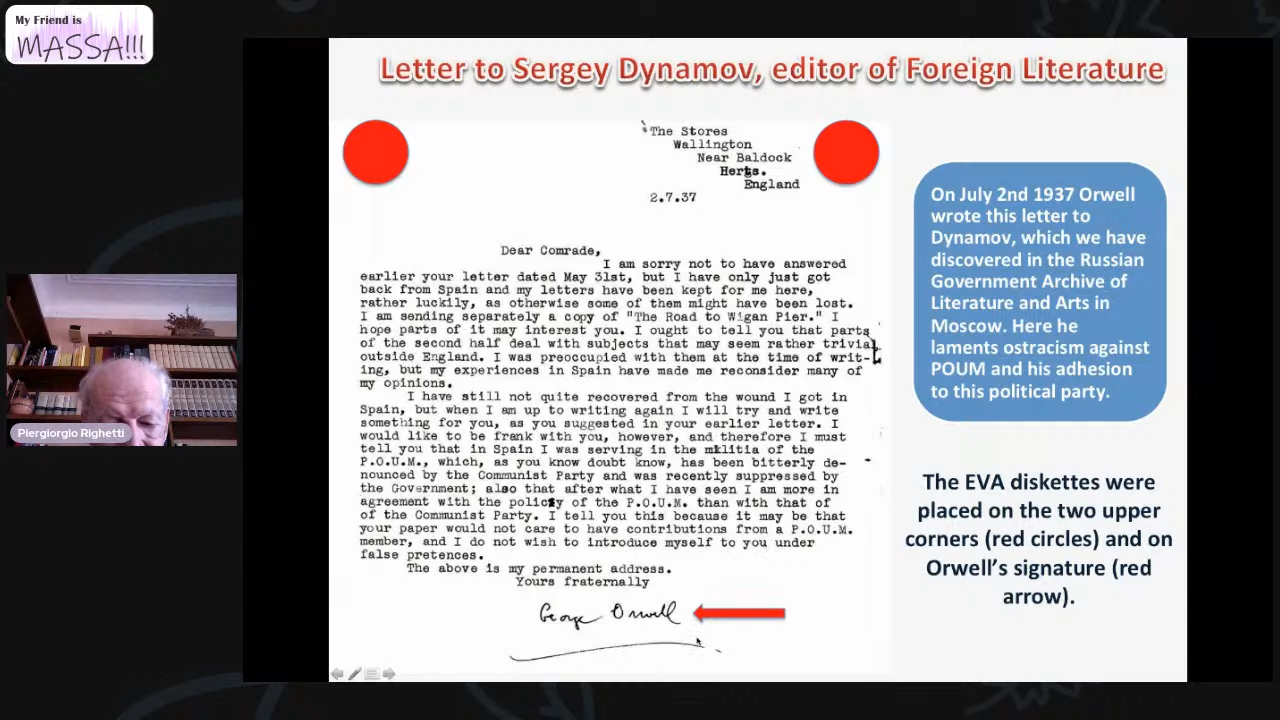 My Friend is
MASSA!!!
Letter to Sergey Dynamov, editor of Foreign Literature
The Stores
Wallington
Near Baldock
Herts.
England
2.7.37
Dear Comrade,
I am sorry not to have answered
earlier your letter dated May 31st, but I have only just got
back from Spain and my letters have been kept for me here,
rather luckily, as otherwise some of them might have been lost.
I am sending separately a copy of "The Road to Wigan Pier." I
hope parts of it may interest you. I ought to tell you that parts
of the second half deal with subjects that may seem rather trivial
outside England. I was preoccupied with them at the time of writ-
ing, but my experiences in Spain have made me reconsider many of
my opinions.
I have still not quite recovered from the wound I got in
Spain, but when I am up to writing again I will try and write
something for you, as you suggested in your earlier letter. I
would like to be frank with you, however, and therefore I must
tell you that in Spain I was serving in the militia of the
P.O.U.M., which, as you know doubt know, has been bitterly de-
nounced by the Communist Party and was recently suppressed by
the Government; also that after what I have seen I am more in
agreement with the policy of the P.O.U.M. than with that of
of the Communist Party. I tell you this because it may be that
your paper would not care to have contributions from a P.O.U.M.
member, and I do not wish to introduce myself to you under
false pretences.
The above is my permanent address.
Yours fraternally
George Orwell
On July 2nd 1937 Orwell
wrote this letter to
Dynamov, which we have
discovered in the Russian
Government Archive of
Literature and Arts in
Moscow. Here he
laments ostracism against
POUM and his adhesion
to this political party.
The EVA diskettes were
placed on the two upper
corners (red circles) and on
Orwell's signature (red
arrow).
Piergiorgio Righetti